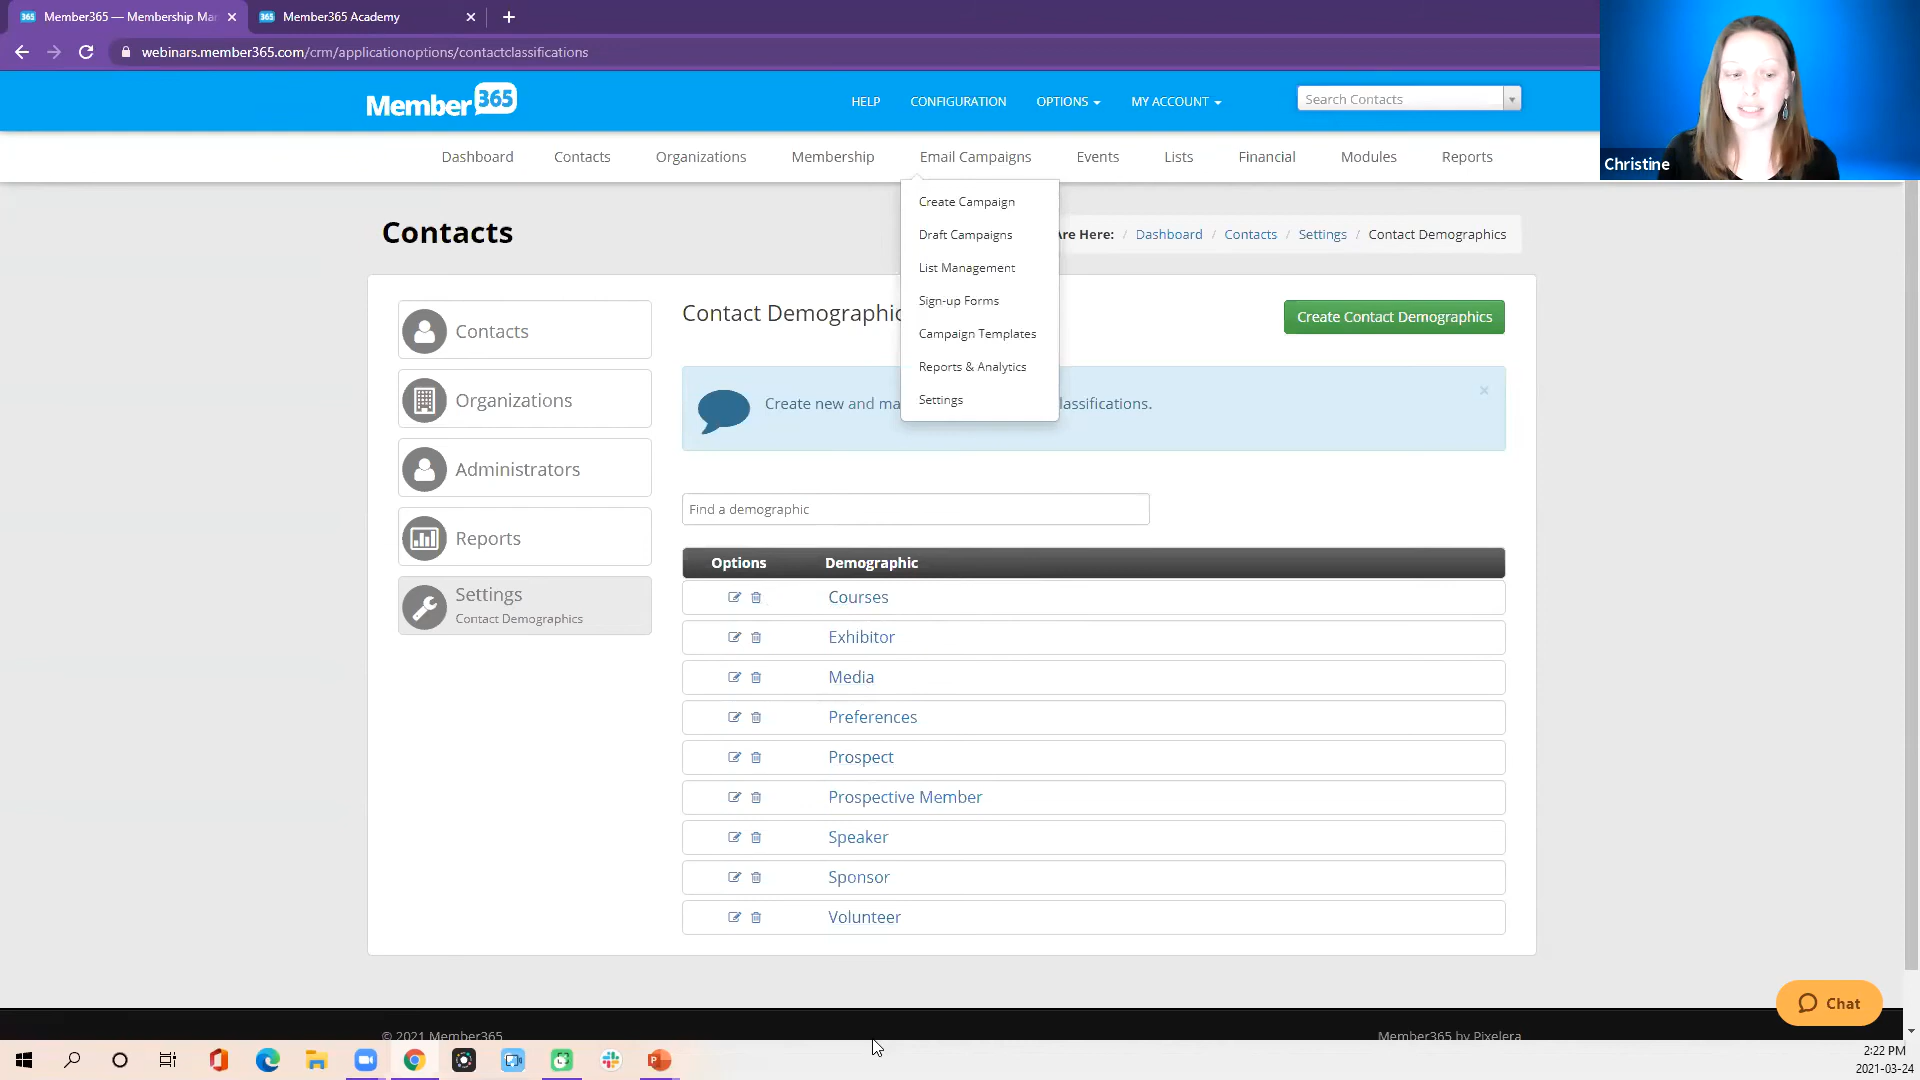 Member365 — Membership Ma
Member365 Academy
webinars.member365.com/crm/applicationoptions/contactclassifications
Member 365
HELP
CONFIGURATION
OPTIONS
MY ACCOUNT
Search Contacts
Christine
Dashboard
Contacts
Organizations
Membership
Email Campaigns
Events
Lists
Financial
Modules
Reports
Create Campaign
Draft Campaigns
List Management
Sign-up Forms
Campaign Templates
Reports & Analytics
Settings
Contacts
Are Here: / Dashboard / Contacts / Settings / Contact Demographics
Contacts
Organizations
Administrators
Reports
Settings
Contact Demographics
Contact Demographic
Create Contact Demographics
Create new and ma
lassifications.
×
Find a demographic
Options Demographic
Courses
Exhibitor
Media
Preferences
Prospect
Prospective Member
Speaker
Sponsor
Volunteer
Chat
© 2021 Member365
Member365 by Pixelera
2:22 PM
2021-03-24